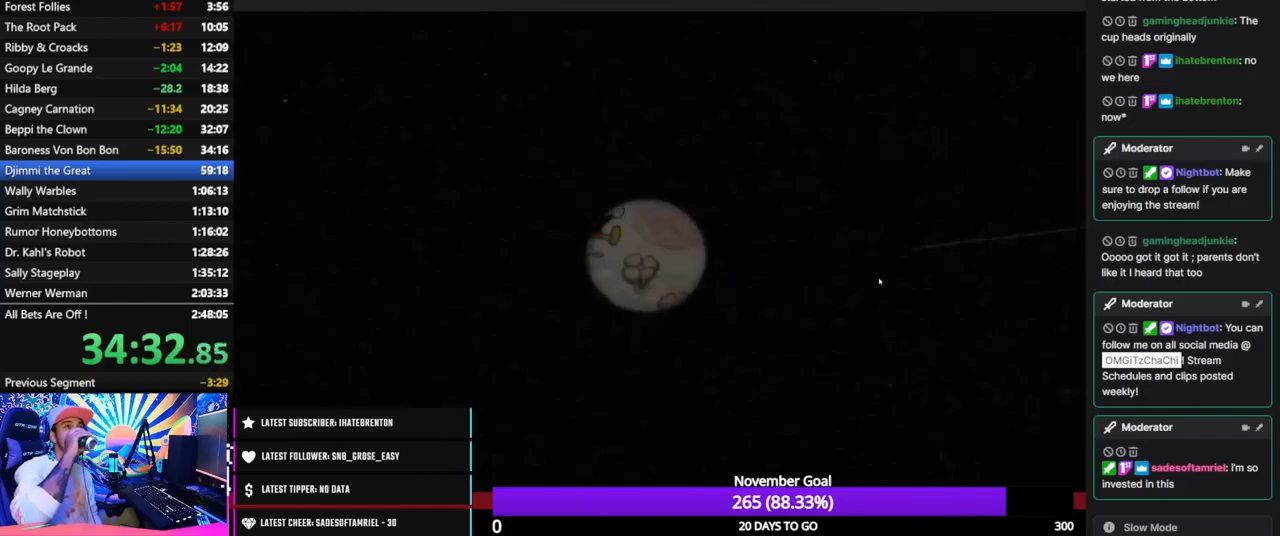 Forest Follies +1:57 3:56
The Root Pack +6:17 10:05
Ribby & Croacks −1:23 12:09
Goopy Le Grande −2:04 14:22
Hilda Berg −28.2 18:38
Cagney Carnation −11:34 20:25
Beppi the Clown −12:20 32:07
Baroness Von Bon Bon −15:50 34:16
Djimmi the Great 59:18
Wally Warbles 1:06:13
Grim Matchstick 1:13:10
Rumor Honeybottoms 1:16:02
Dr. Kahl's Robot 1:28:26
Sally Stageplay 1:35:12
Werner Werman 2:03:33
All Bets Are Off ! 2:48:05
34:32.85
Previous Segment −3:29
LATEST SUBSCRIBER: IHATEBRENTON
LATEST FOLLOWER: SNB_GROSE_EASY
LATEST TIPPER: NO DATA
LATEST CHEER: SADESOFTAMRIEL - 30
November Goal
265 (88.33%)
0 20 DAYS TO GO 300
gamingheadjunkie: The
cup heads originally
ihatebrenton: no
we here
ihatebrenton:
now*
Moderator
Nightbot: Make
sure to drop a follow if you are
enjoying the stream!
gamingheadjunkie:
Ooooo got it got it ; parents don't
like it I heard that too
Moderator
Nightbot: You can
follow me on all social media @
OMGiTzChaChi! Stream
Schedules and clips posted
weekly!
Moderator
sadesoftamriel: i'm so
invested in this
Slow Mode